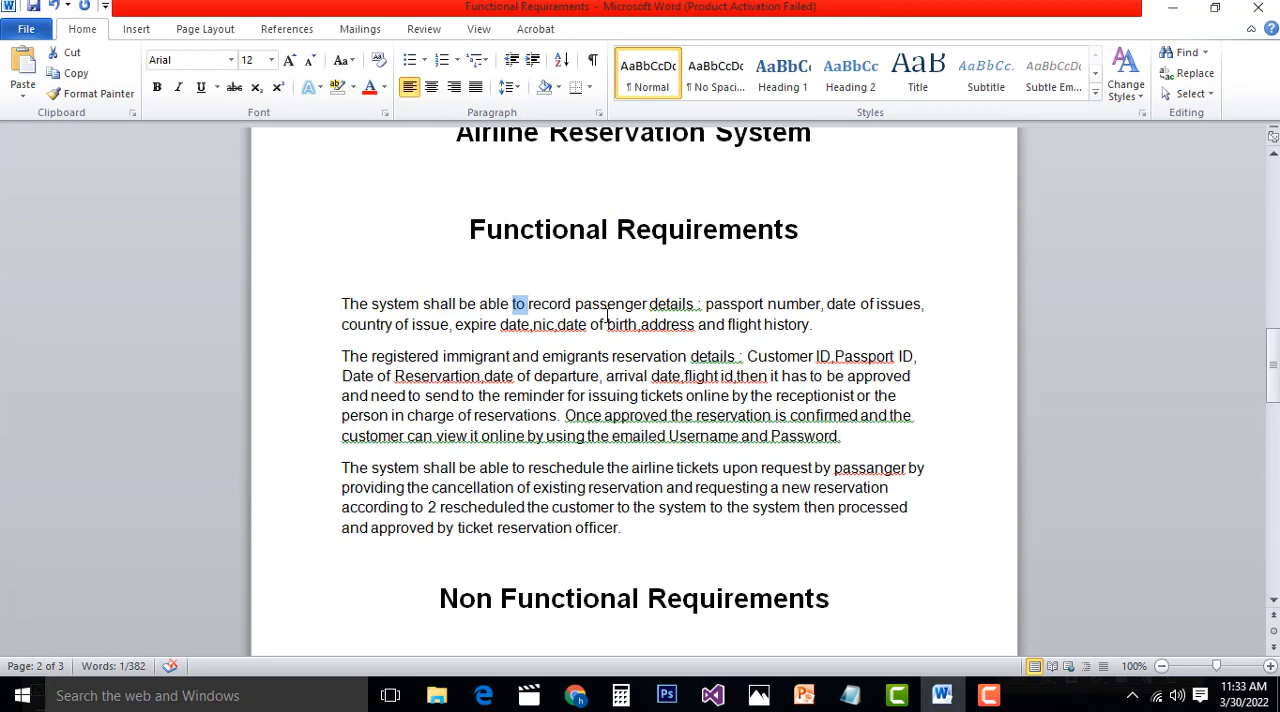 Functional Requirements - Microsoft Word (Product Activation Failed)
File Home Insert Page Layout References Mailings Review View Acrobat
Paste
Cut
Copy
Format Painter
Clipboard
Arial 12
Font
Paragraph
AaBbCcDc AaBbCcDc AaBbC( AaBbCc AaB AaBbCc. AaBbCcDc
¶ Normal ¶ No Spaci... Heading 1 Heading 2 Title Subtitle Subtle Em...
Styles
Change
Styles
Find
Replace
Select
Editing
Airline Reservation System
Functional Requirements
The system shall be able to record passenger details : passport number, date of issues,
country of issue, expire date,nic,date of birth,address and flight history.
The registered immigrant and emigrants reservation details : Customer ID,Passport ID,
Date of Reservartion,date of departure, arrival date,flight id,then it has to be approved
and need to send to the reminder for issuing tickets online by the receptionist or the
person in charge of reservations. Once approved the reservation is confirmed and the
customer can view it online by using the emailed Username and Password.
The system shall be able to reschedule the airline tickets upon request by passanger by
providing the cancellation of existing reservation and requesting a new reservation
according to 2 rescheduled the customer to the system to the system then processed
and approved by ticket reservation officer.
Non Functional Requirements
Page: 2 of 3 Words: 1/382 100%
Search the web and Windows
11:33 AM
3/30/2022